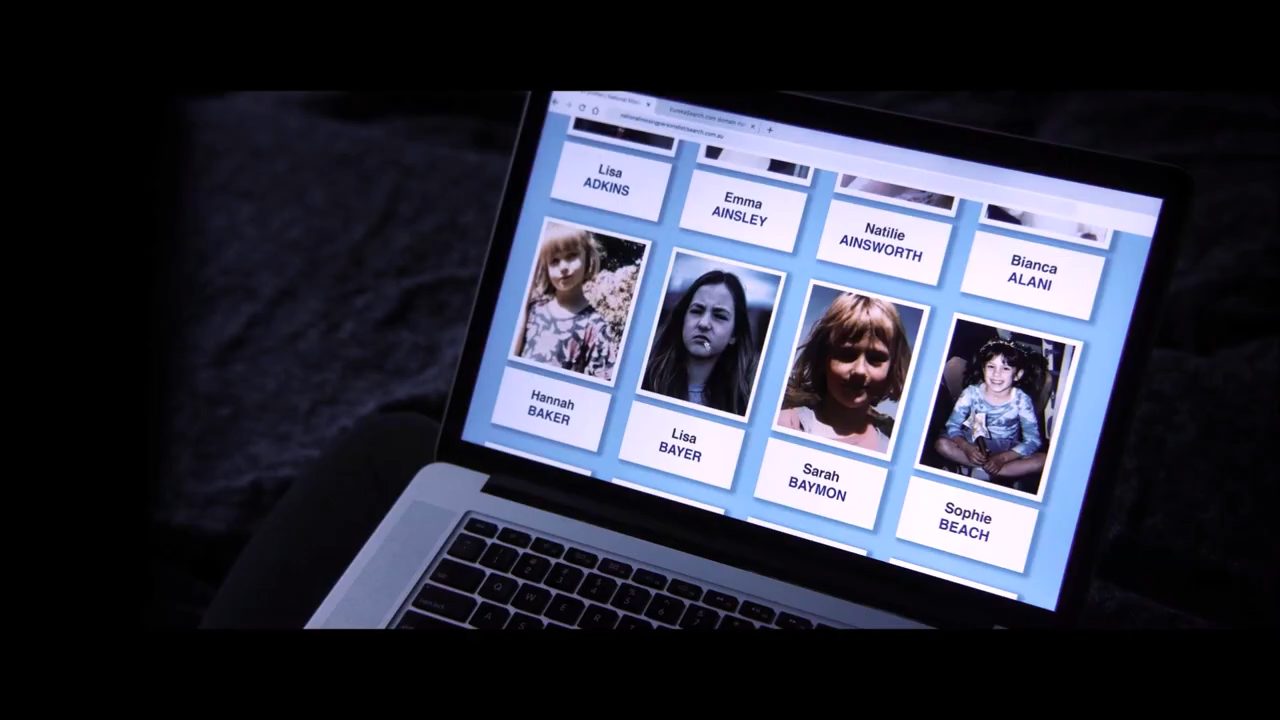 Lisa
ADKINS
Emma
AINSLEY
Natilie
AINSWORTH
Bianca
ALANI
Hannah
BAKER
Lisa
BAYER
Sarah
BAYMON
Sophie
BEACH
Q W E R T
A S